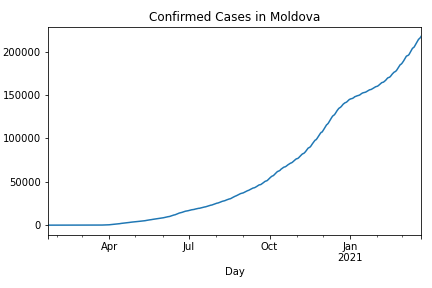 Confirmed Cases in Moldova
200000
150000
100000
50000
0
Apr
Jul
Oct
Jan
2021
Day